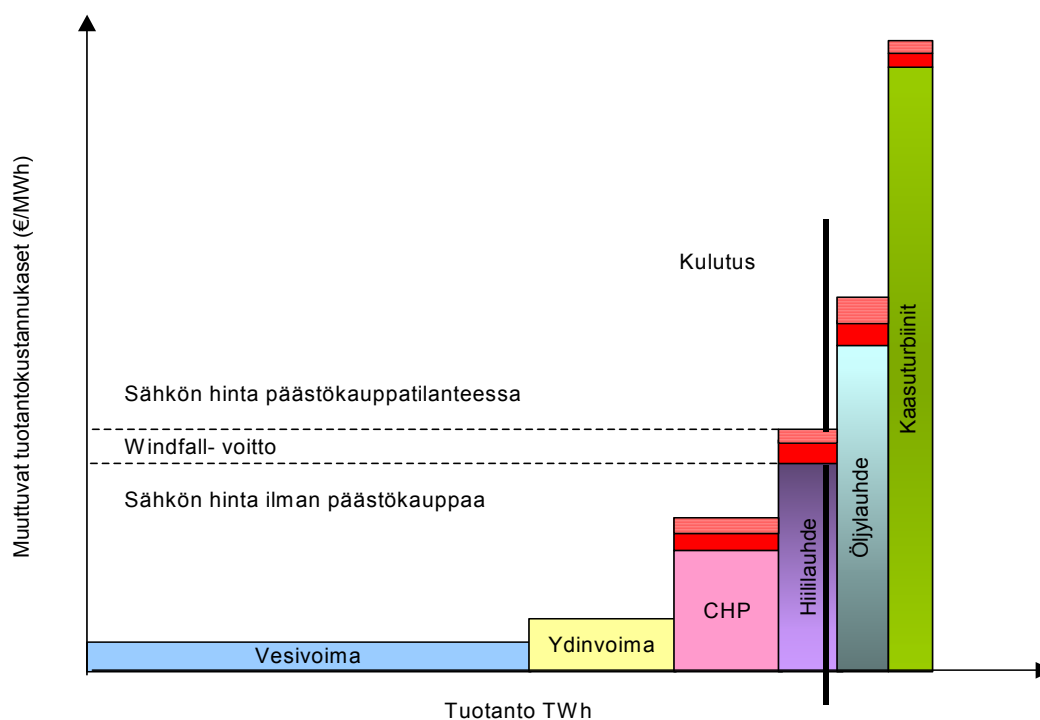 Muuttuvat tuotantokustannukaset (€/MWh)
Kulutus
Sähkön hinta päästökauppatilanteessa
Windfall- voitto
Sähkön hinta ilman päästökauppaa
Vesivoima
Ydinvoima
CHP
Hiililauhde
Öljylauhde
Kaasuturbiinit
Tuotanto TWh